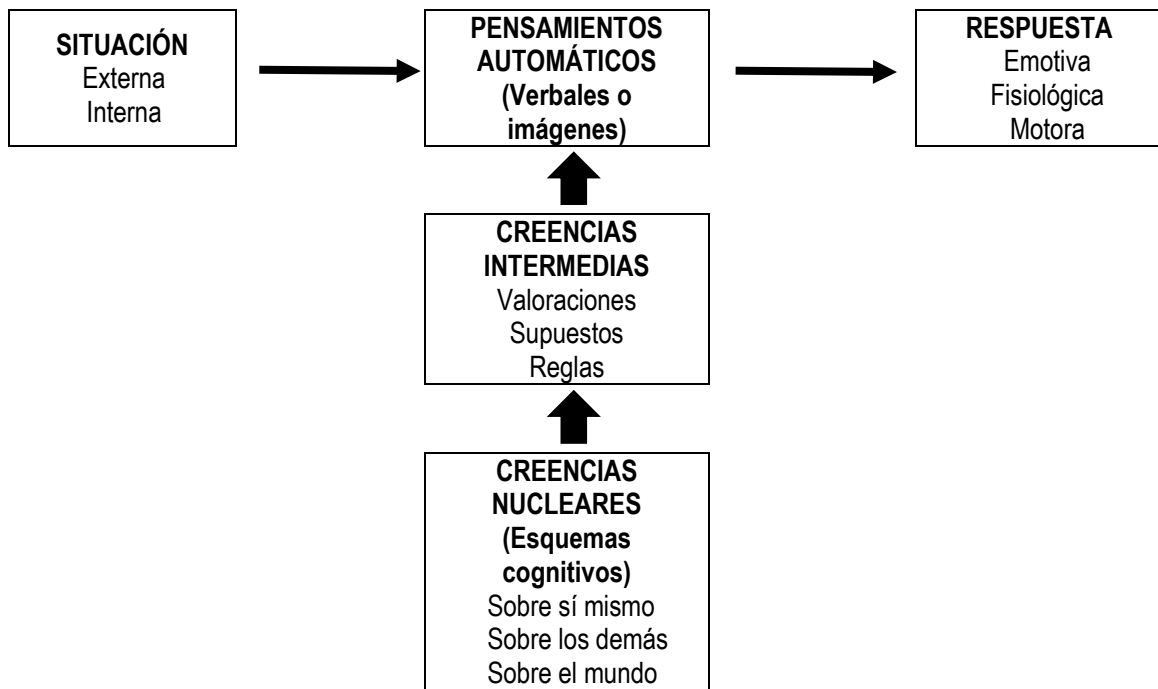 SITUACIÓN
Externa
Interna
PENSAMIENTOS
AUTOMÁTICOS
(Verbales o
imágenes)
RESPUESTA
Emotiva
Fisiológica
Motora
CREENCIAS
INTERMEDIAS
Valoraciones
Supuestos
Reglas
CREENCIAS
NUCLEARES
(Esquemas
cognitivos)
Sobre sí mismo
Sobre los demás
Sobre el mundo